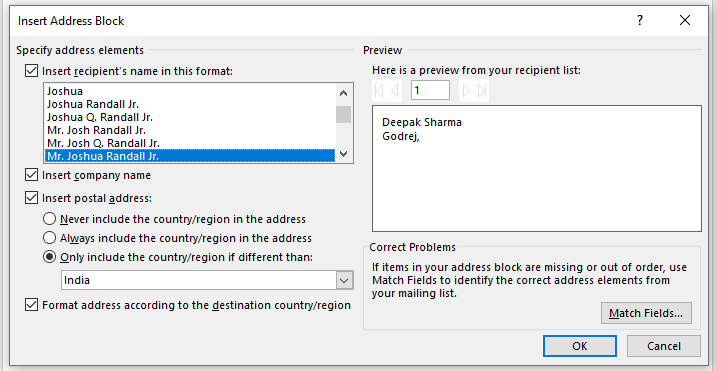 Insert Address Block
?
Specify address elements
Insert recipient's name in this format:
Joshua
Joshua Randall Jr.
Joshua Q. Randall Jr.
Mr. Josh Randall Jr.
Mr. Josh Q. Randall Jr.
Mr. Joshua Randall Jr.
Insert company name
Insert postal address:
Never include the country/region in the address
Always include the country/region in the address
Only include the country/region if different than:
India
Format address according to the destination country/region
Preview
Here is a preview from your recipient list:
1
Deepak Sharma
Godrej,
Correct Problems
If items in your address block are missing or out of order, use
Match Fields to identify the correct address elements from
your mailing list.
Match Fields...
OK
Cancel